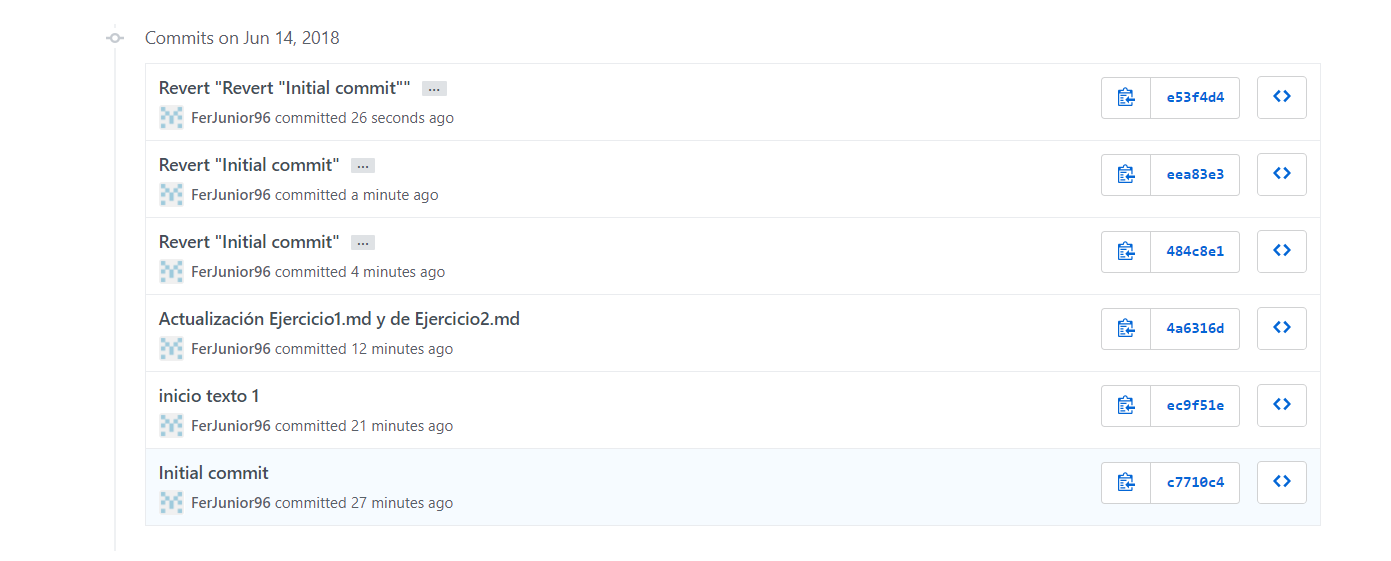 Commits on Jun 14, 2018
Revert "Revert "Initial commit"" ...
e53f4d4
FerJunior96 committed 26 seconds ago
Revert "Initial commit" ...
eea83e3
FerJunior96 committed a minute ago
Revert "Initial commit" ...
484c8e1
FerJunior96 committed 4 minutes ago
Actualización Ejercicio1.md y de Ejercicio2.md
4a6316d
FerJunior96 committed 12 minutes ago
inicio texto 1
ec9f51e
FerJunior96 committed 21 minutes ago
Initial commit
c7710c4
FerJunior96 committed 27 minutes ago